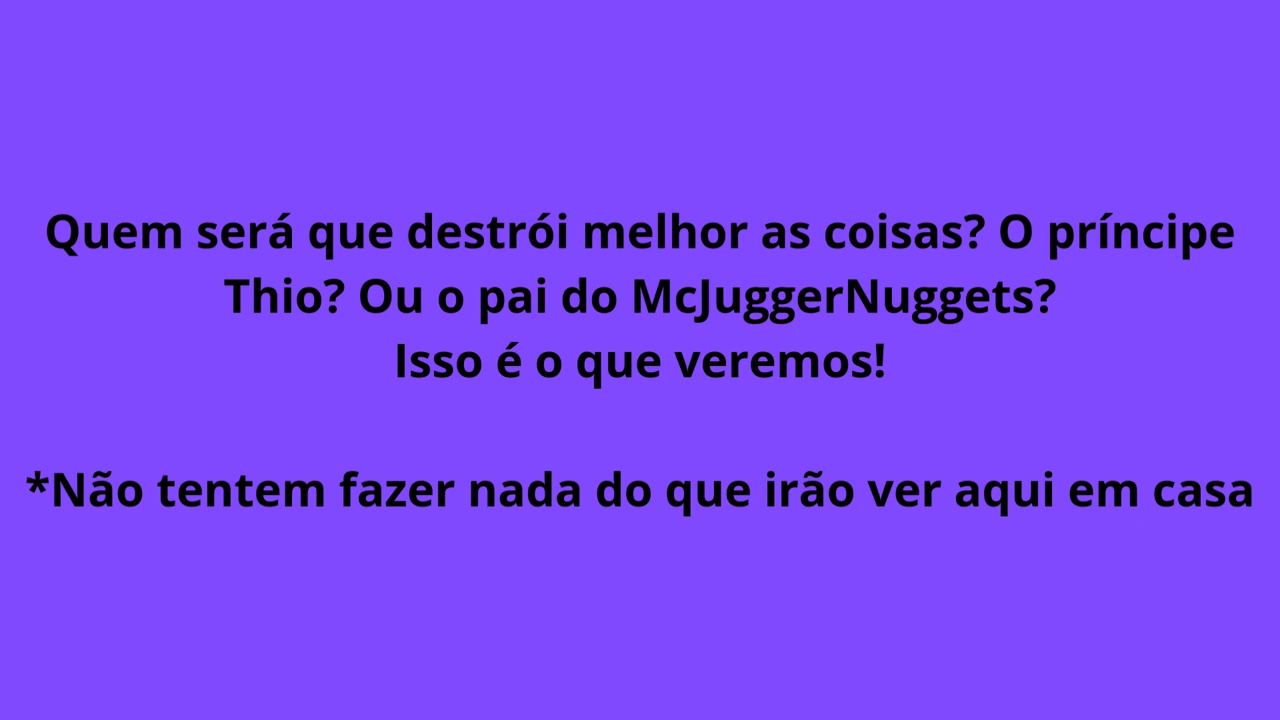 Quem será que destrói melhor as coisas? O príncipe
Thio? Ou o pai do McJuggerNuggets?
Isso é o que veremos!
*Não tentem fazer nada do que irão ver aqui em casa